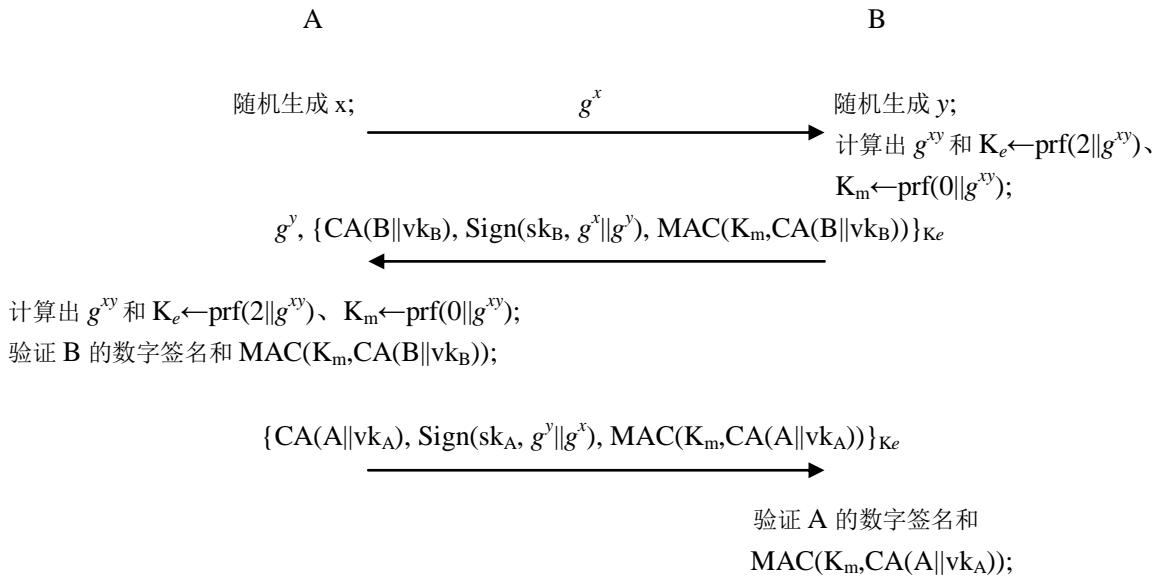 A B
随机生成 x; g^x 随机生成 y;
计算出 g^{xy} 和 K_e←prf(2||g^{xy})、
K_m←prf(0||g^{xy});
g^y, {CA(B||vk_B), Sign(sk_B, g^x||g^y), MAC(K_m,CA(B||vk_B))}_{Ke}
计算出 g^{xy} 和 K_e←prf(2||g^{xy})、K_m←prf(0||g^{xy});
验证 B 的数字签名和 MAC(K_m,CA(B||vk_B));
{CA(A||vk_A), Sign(sk_A, g^y||g^x), MAC(K_m,CA(A||vk_A))}_{Ke}
验证 A 的数字签名和
MAC(K_m,CA(A||vk_A));